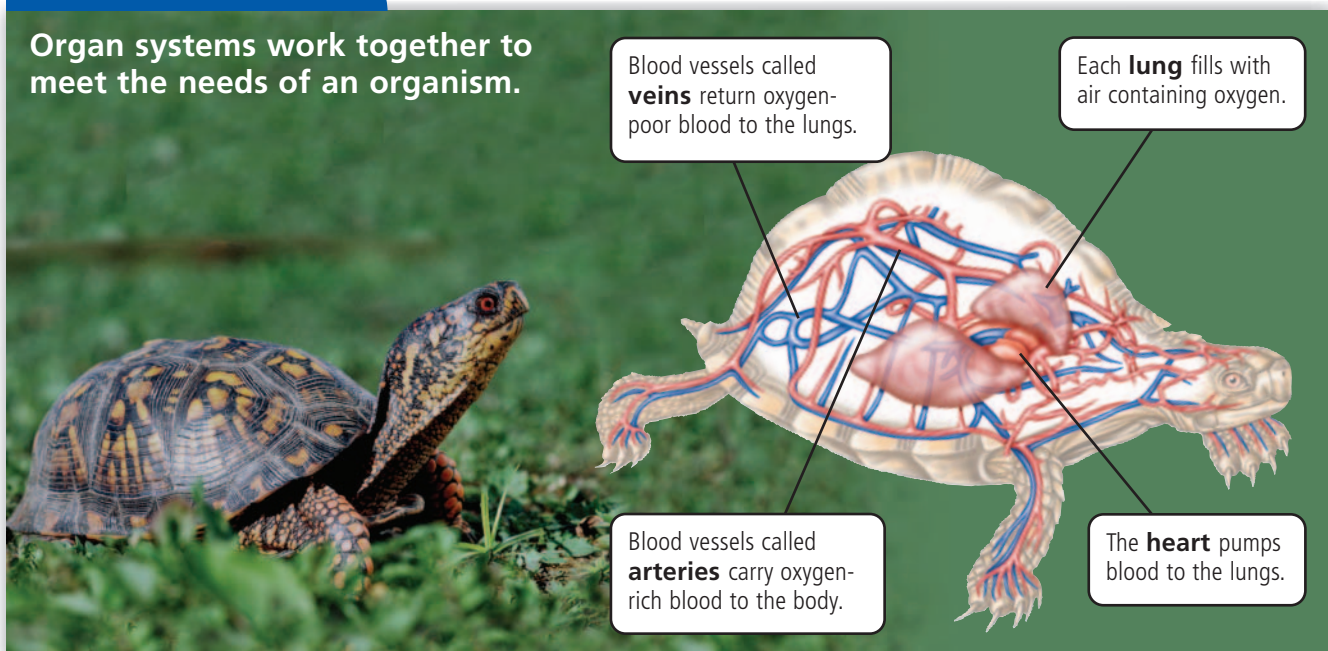 Organ systems work together to
meet the needs of an organism.
Blood vessels called
veins return oxygen-
poor blood to the lungs.
Each lung fills with
air containing oxygen.
Blood vessels called
arteries carry oxygen-
rich blood to the body.
The heart pumps
blood to the lungs.